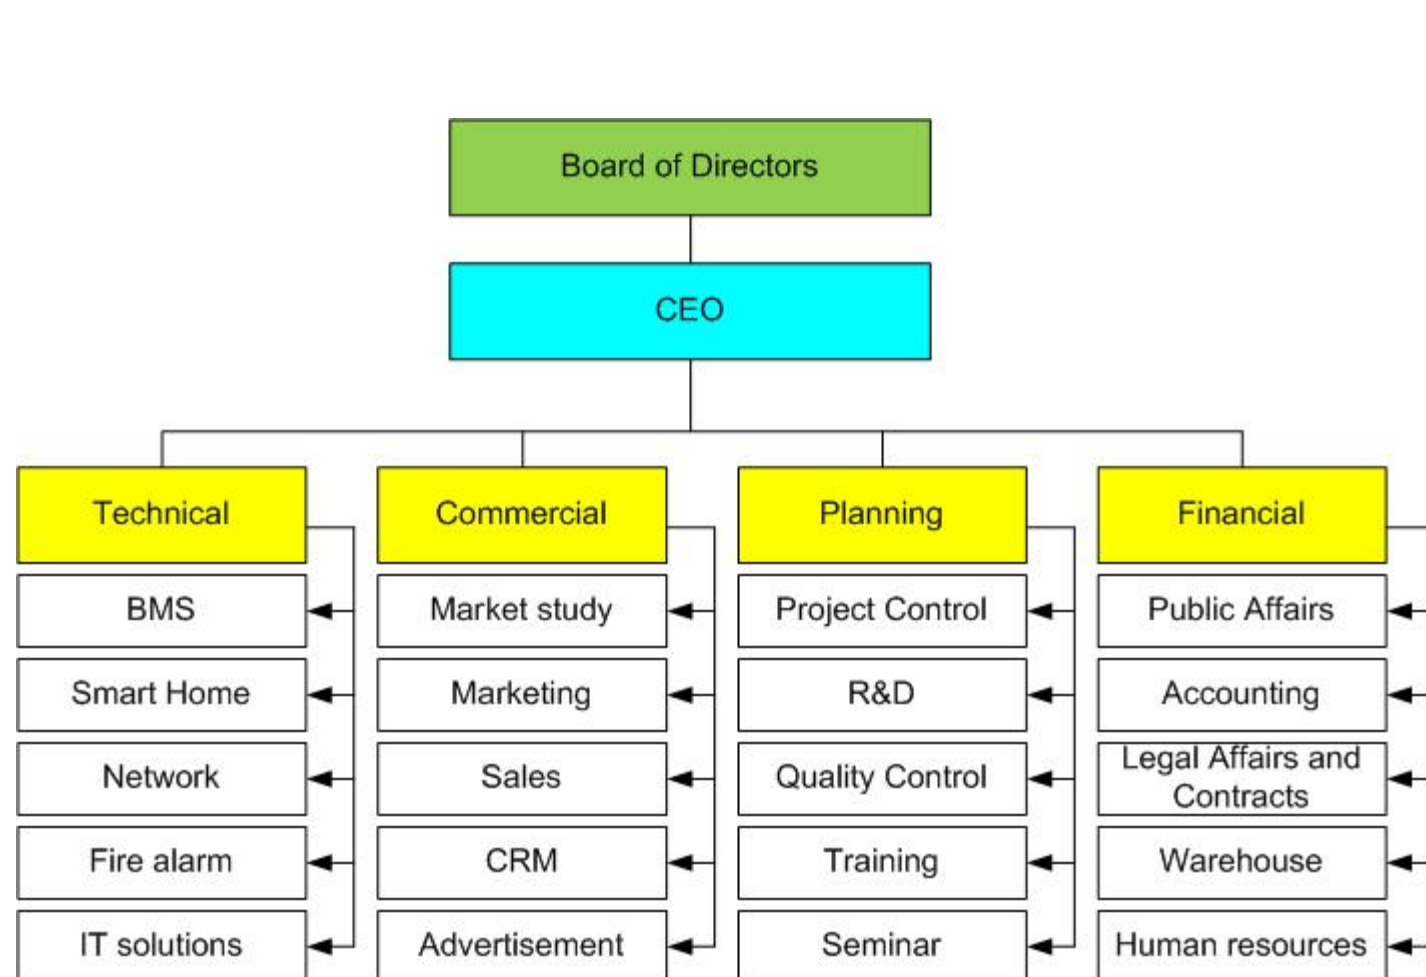 Board of Directors
CEO
Technical
Commercial
Planning
Financial
BMS
Market study
Project Control
Public Affairs
Smart Home
Marketing
R&D
Accounting
Network
Sales
Quality Control
Legal Affairs and
Contracts
Fire alarm
CRM
Training
Warehouse
IT solutions
Advertisement
Seminar
Human resources